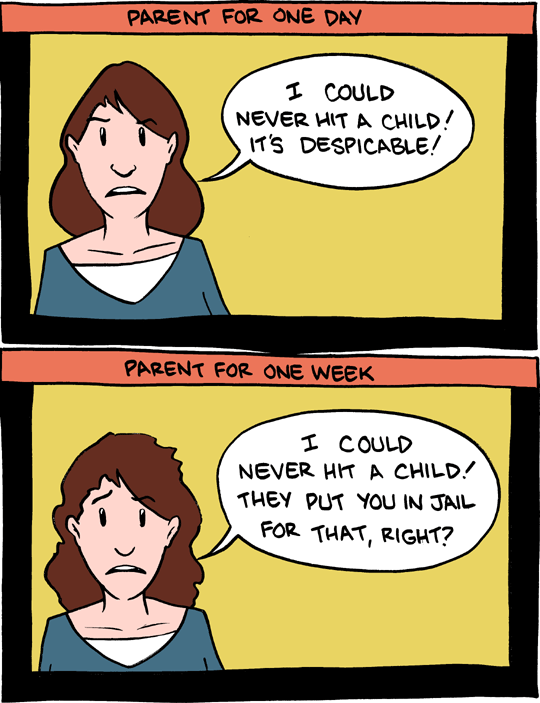 PARENT FOR ONE DAY
I COULD
NEVER HIT A CHILD!
IT'S DESPICABLE!
PARENT FOR ONE WEEK
I COULD
NEVER HIT A CHILD!
THEY PUT YOU IN JAIL
FOR THAT, RIGHT?